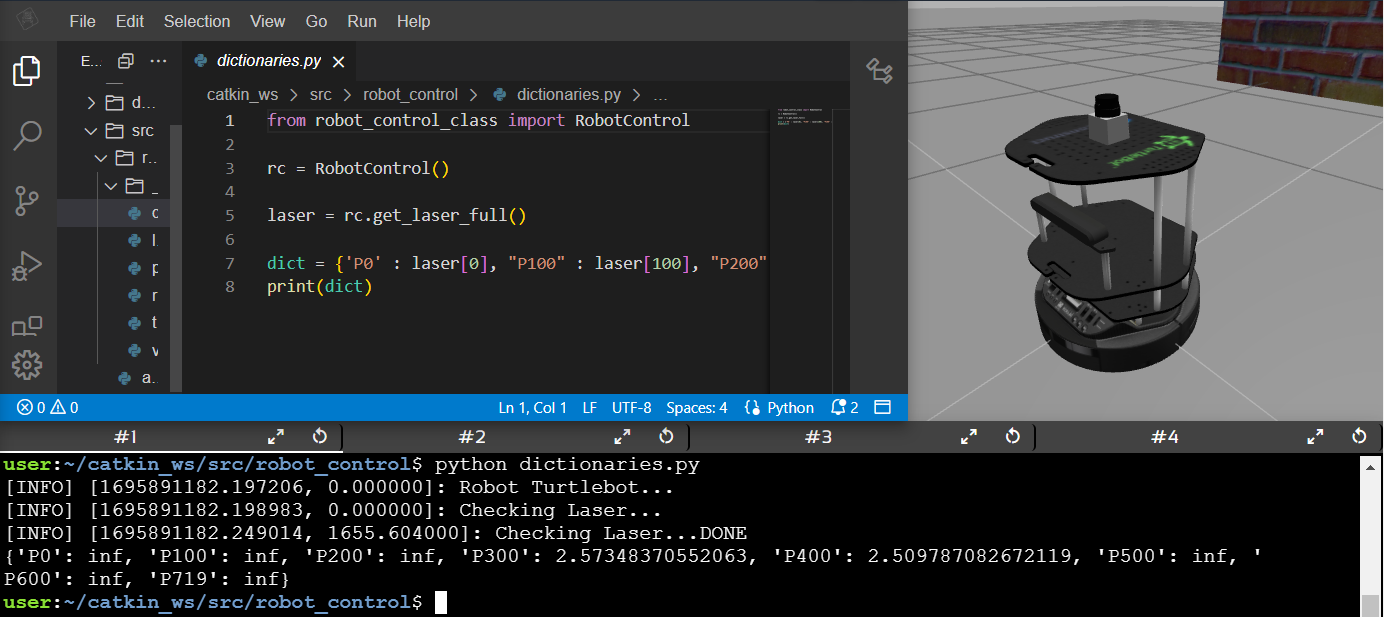 File Edit Selection View Go Run Help
E... ...
dictionaries.py
d...
src
r..
_
c
l.
p
r
t
v
a.
catkin_ws > src > robot_control > dictionaries.py > ...
1 from robot_control_class import RobotControl
2
3 rc = RobotControl()
4
5 laser = rc.get_laser_full()
6
7 dict = {'P0' : laser[0], "P100" : laser[100], "P200"
8 print(dict)
0 0 Ln 1, Col 1 LF UTF-8 Spaces: 4 Python 2
TurtleBot
#1 #2 #3 #4
user:~/catkin_ws/src/robot_control$ python dictionaries.py
[INFO] [1695891182.197206, 0.000000]: Robot Turtlebot...
[INFO] [1695891182.198983, 0.000000]: Checking Laser...
[INFO] [1695891182.249014, 1655.604000]: Checking Laser...DONE
{'P0': inf, 'P100': inf, 'P200': inf, 'P300': 2.57348370552063, 'P400': 2.509787082672119, 'P500': inf, '
P600': inf, 'P719': inf}
user:~/catkin_ws/src/robot_control$